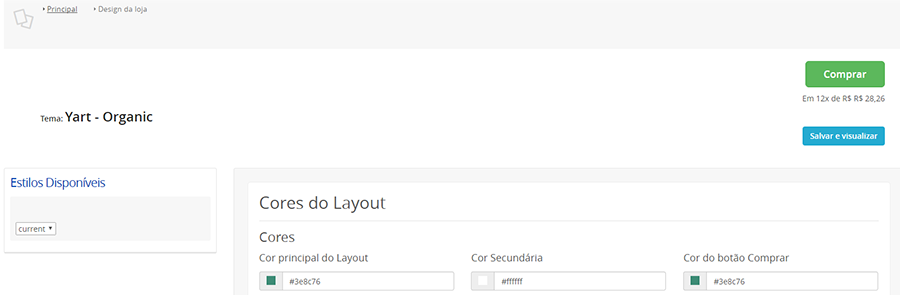 Principal
Design da loja
Comprar
Em 12x de R$ R$ 28,26
Tema: Yart - Organic
Salvar e visualizar
Estilos Disponíveis
current
Cores do Layout
Cores
Cor principal do Layout
Cor Secundária
Cor do botão Comprar
#3e8c76
#ffffff
#3e8c76